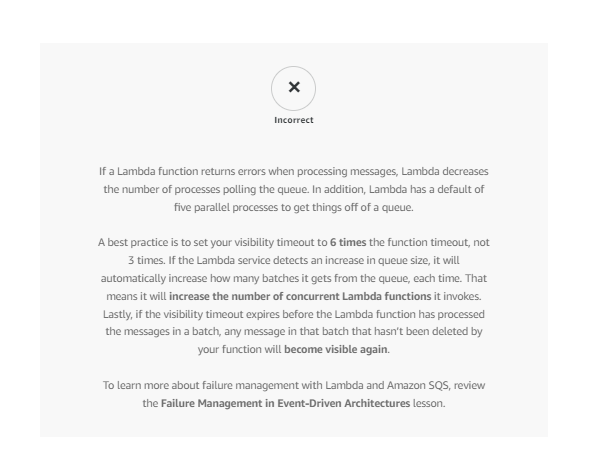 Incorrect
If a Lambda function returns errors when processing messages, Lambda decreases
the number of processes polling the queue. In addition, Lambda has a default of
five parallel processes to get things off of a queue.
A best practice is to set your visibility timeout to 6 times the function timeout, not
3 times. If the Lambda service detects an increase in queue size, it will
automatically increase how many batches it gets from the queue, each time. That
means it will increase the number of concurrent Lambda functions it invokes.
Lastly, if the visibility timeout expires before the Lambda function has processed
the messages in a batch, any message in that batch that hasn't been deleted by
your function will become visible again.
To learn more about failure management with Lambda and Amazon SQS, review
the Failure Management in Event-Driven Architectures lesson.